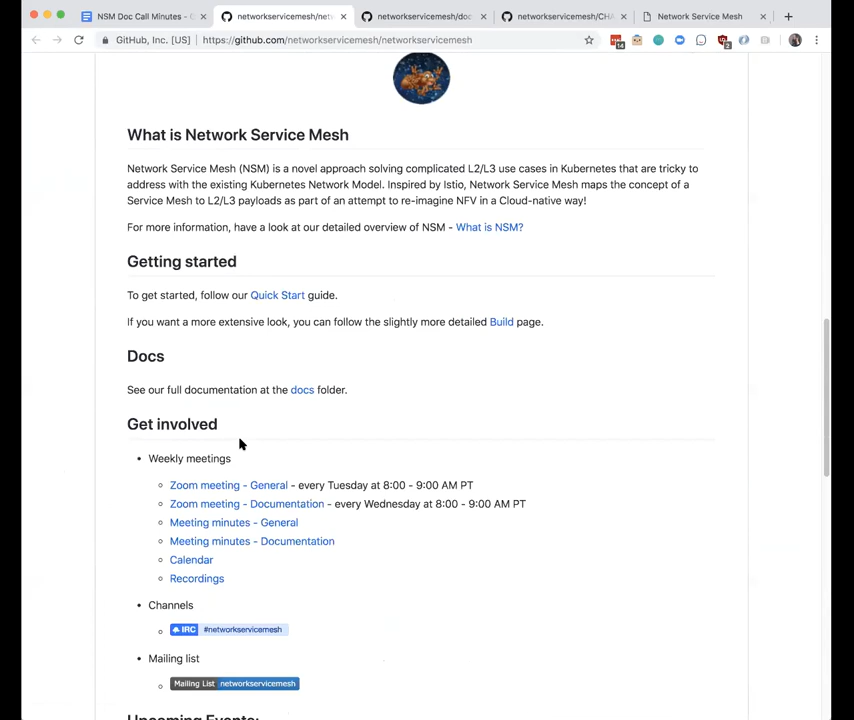 NSM Doc Call Minutes -
networkservicemesh/net
networkservicemesh/doc
networkservicemesh/CHA
Network Service Mesh
GitHub, Inc. [US]
https://github.com/networkservicemesh/networkservicemesh
14
2
What is Network Service Mesh
Network Service Mesh (NSM) is a novel approach solving complicated L2/L3 use cases in Kubernetes that are tricky to
address with the existing Kubernetes Network Model. Inspired by Istio, Network Service Mesh maps the concept of a
Service Mesh to L2/L3 payloads as part of an attempt to re-imagine NFV in a Cloud-native way!
For more information, have a look at our detailed overview of NSM - What is NSM?
Getting started
To get started, follow our Quick Start guide.
If you want a more extensive look, you can follow the slightly more detailed Build page.
Docs
See our full documentation at the docs folder.
Get involved
Weekly meetings
Zoom meeting - General - every Tuesday at 8:00 - 9:00 AM PT
Zoom meeting - Documentation - every Wednesday at 8:00 - 9:00 AM PT
Meeting minutes - General
Meeting minutes - Documentation
Calendar
Recordings
Channels
IRC #networkservicemesh
Mailing list
Mailing List networkservicemesh
Upcoming Events: